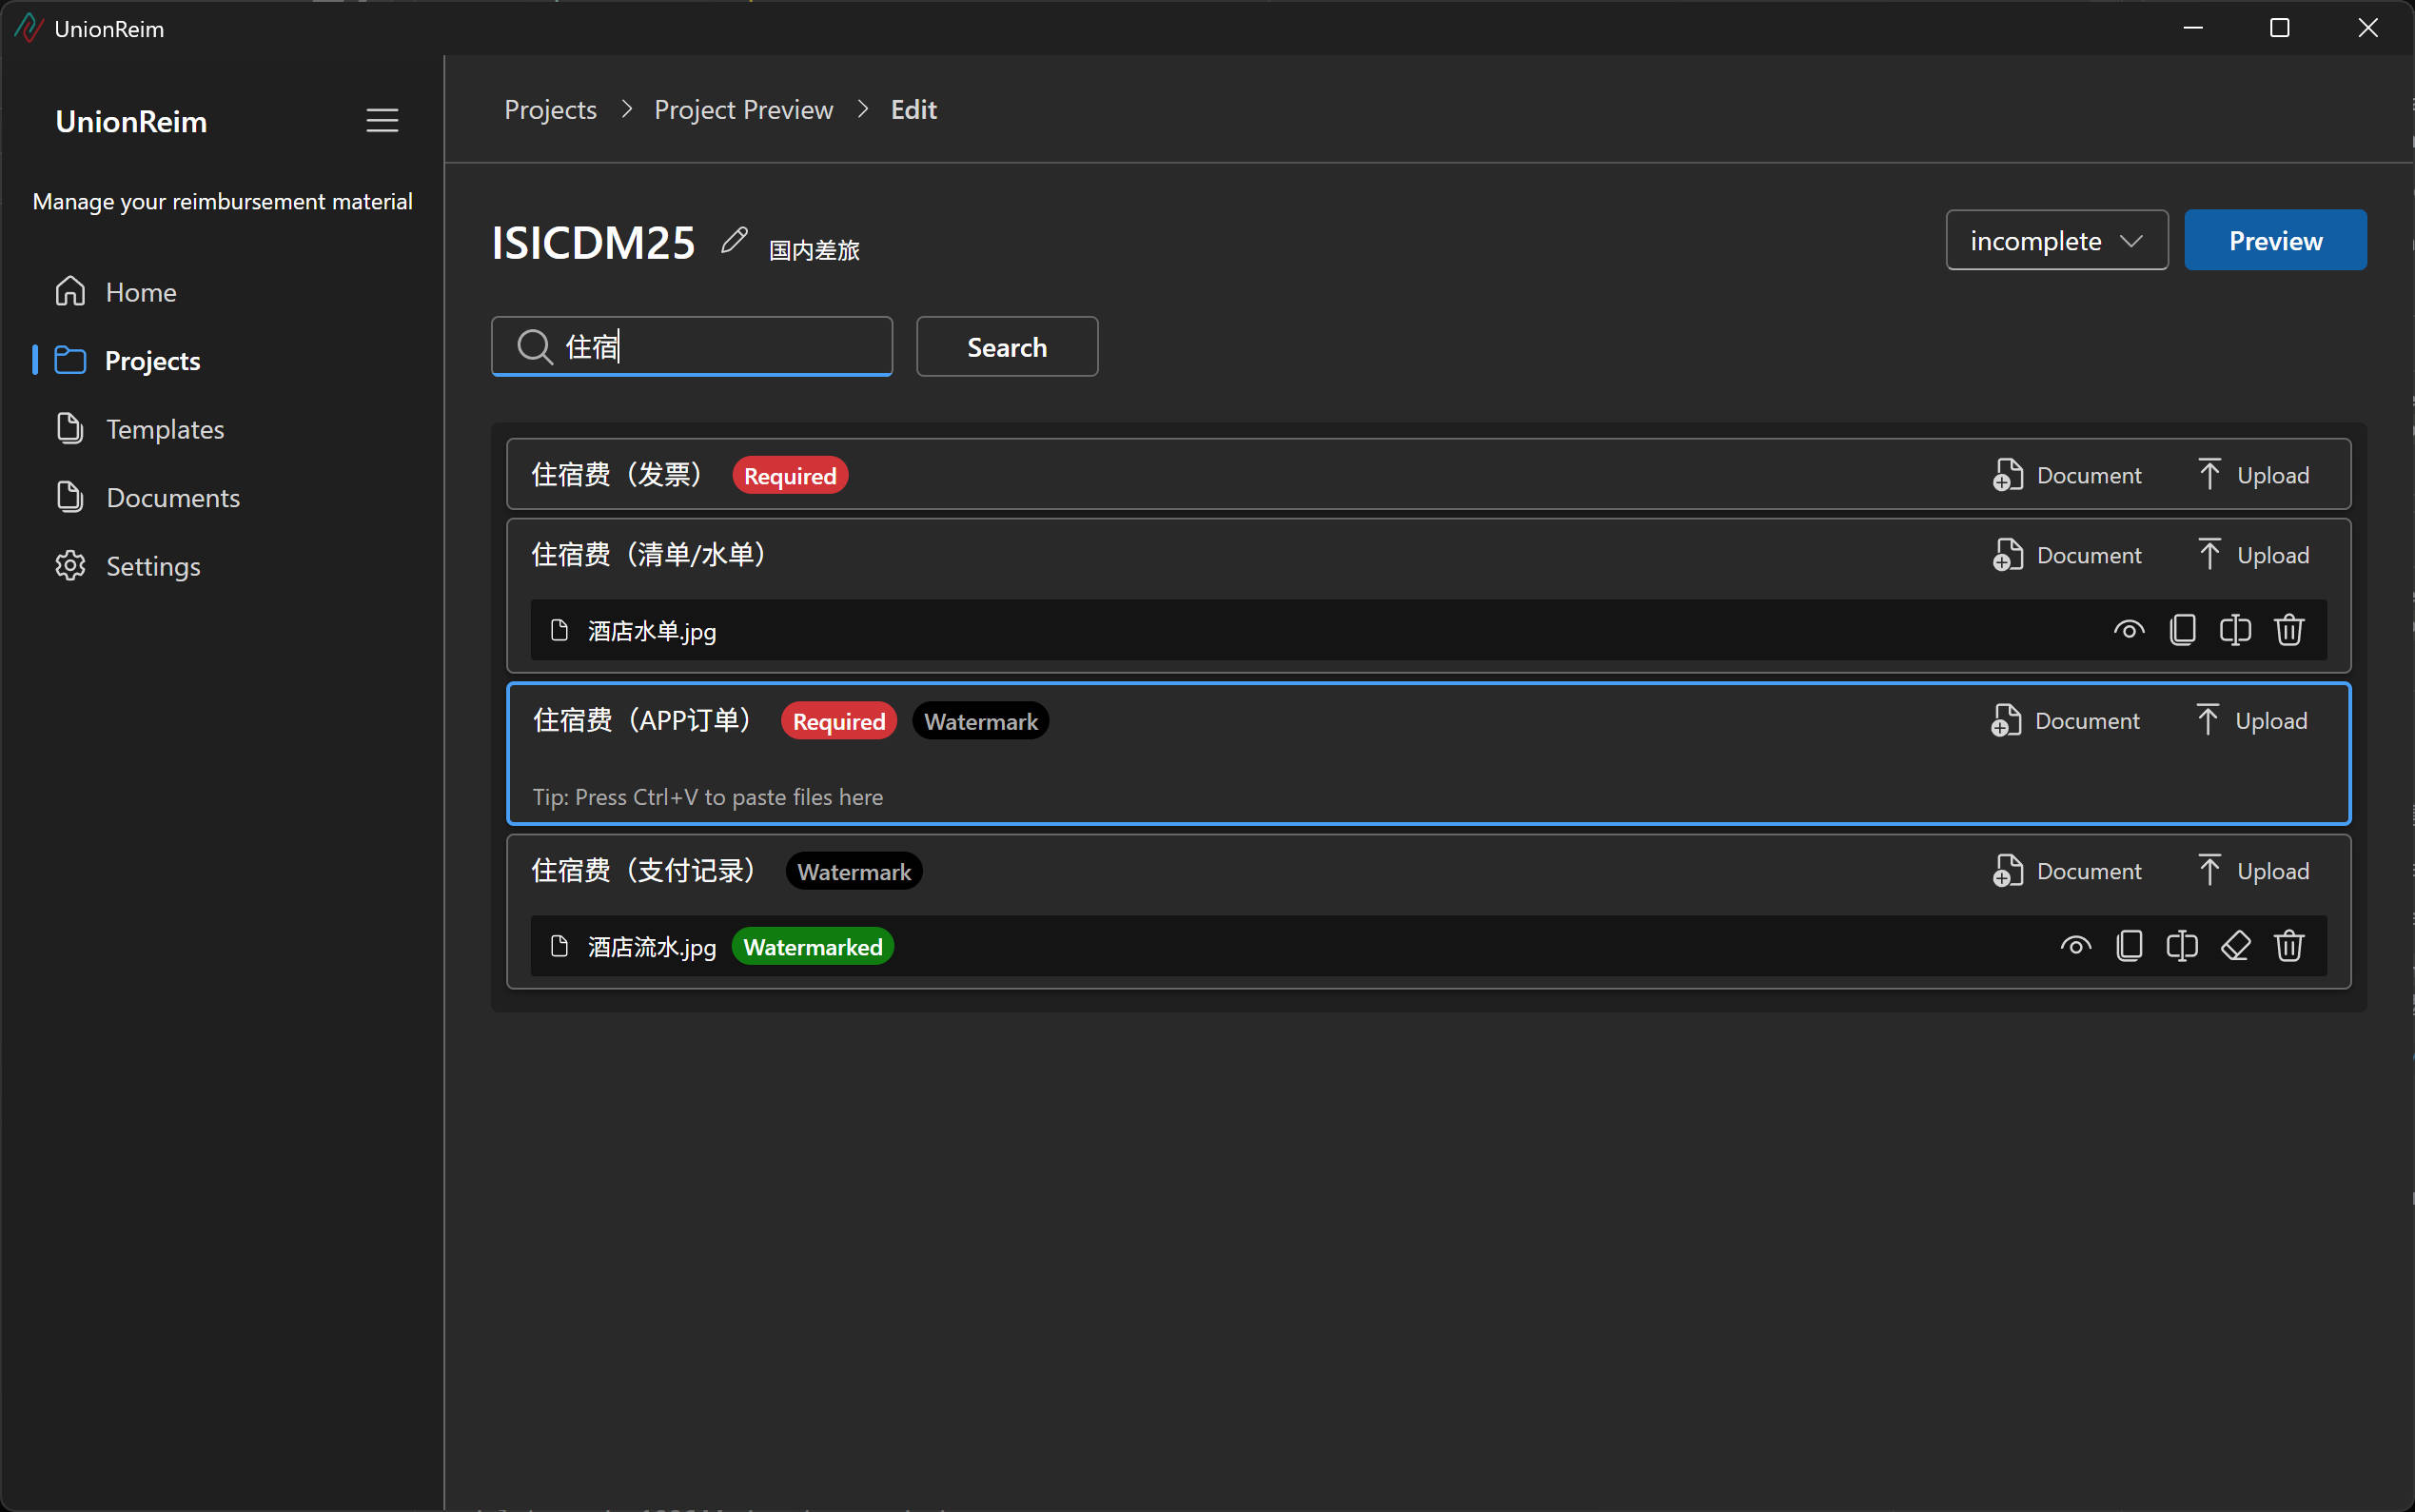 UnionReim
UnionReim
Manage your reimbursement material
Home
Projects
Templates
Documents
Settings
Projects > Project Preview > Edit
ISICDM25 国内差旅
incomplete
Preview
住宿
Search
住宿费（发票） Required Document Upload
住宿费（清单/水单） Document Upload
酒店水单.jpg
住宿费（APP订单） Required Watermark Document Upload
Tip: Press Ctrl+V to paste files here
住宿费（支付记录） Watermark Document Upload
酒店流水.jpg Watermarked